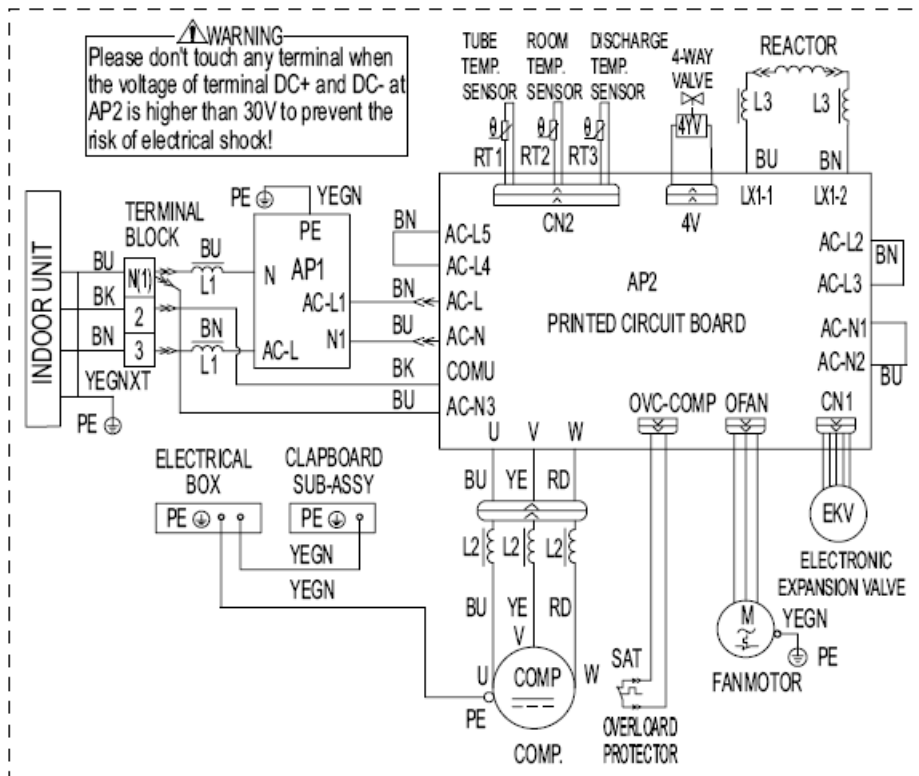 WARNING
Please don't touch any terminal when
the voltage of terminal DC+ and DC- at
AP2 is higher than 30V to prevent the
risk of electrical shock!
TUBE
TEMP.
SENSOR
ROOM
TEMP.
SENSOR
DISCHARGE
TEMP.
SENSOR
4-WAY
VALVE
REACTOR
L3
L3
θ
RT1
θ
RT2
θ
RT3
4YV
BU
BN
CN2
4V
LX1-1
LX1-2
PE
YEGN
TERMINAL
BLOCK
INDOOR UNIT
BU
BK
BN
YEGN
XT
PE
N(1)
2
3
BU
L1
BN
L1
PE
N
AP1
AC-L1
N1
AC-L
BN
BN
BU
BK
BU
AC-L5
AC-L4
AC-L
AC-N
COMU
AC-N3
AP2
PRINTED CIRCUIT BOARD
AC-L2
AC-L3
BN
AC-N1
AC-N2
BU
U
V
W
OVC-COMP
OFAN
CN1
ELECTRICAL
BOX
CLAPBOARD
SUB-ASSY
PE
PE
YEGN
YEGN
BU
YE
RD
L2
L2
L2
BU
YE
RD
V
U
COMP
W
PE
COMP.
SAT
OVERLOARD
PROTECTOR
M
YEGN
PE
FANMOTOR
EKV
ELECTRONIC
EXPANSION VALVE